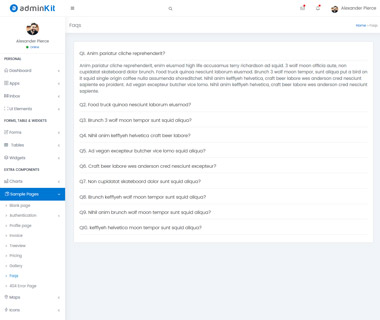 adminKit
Alexander Pierce
Faqs
Home
Faqs
Alexander Pierce
Online
PERSONAL
Dashboard
Apps
Inbox
UI Elements
FORMS, TABLE & WIDGETS
Forms
Tables
Widgets
EXTRA COMPONENTS
Charts
Sample Pages
Blank page
Authentication
Profile page
Invoice
Treeview
Pricing
Gallery
Faqs
404 Error Page
Maps
Icons
Q1. Anim pariatur cliche reprehenderit?
Anim pariatur cliche reprehenderit, enim eiusmod high life accusamus terry richardson ad squid. 3 wolf moon officia aute, non
cupidatat skateboard dolor brunch. Food truck quinoa nesciunt laborum eiusmod. Brunch 3 wolf moon tempor, sunt aliqua put a bird on
it squid single-origin coffee nulla assumenda shoreditch et. Nihil anim keffiyeh helvetica, craft beer labore wes anderson cred nesciunt
sapiente ea proident. Ad vegan excepteur butcher vice lomo. Nihil anim keffiyeh helvetica, craft beer labore wes anderson cred nesciunt
sapiente.
Q2. Food truck quinoa nesciunt laborum eiusmod?
Q3. Brunch 3 wolf moon tempor sunt aliqua?
Q4. Nihil anim keffiyeh helvetica craft beer labore?
Q5. Ad vegan excepteur butcher vice lomo squid aliqua?
Q6. Craft beer labore wes anderson cred nesciunt excepteur?
Q7. Non cupidatat skateboard dolor sunt squid aliqua?
Q8. Brunch keffiyeh wolf moon tempor sunt squid aliqua?
Q9. Nihil anim brunch wolf moon tempor sunt squid aliqua?
Q10. Keffiyeh helvetica moon tempor sunt squid aliqua?